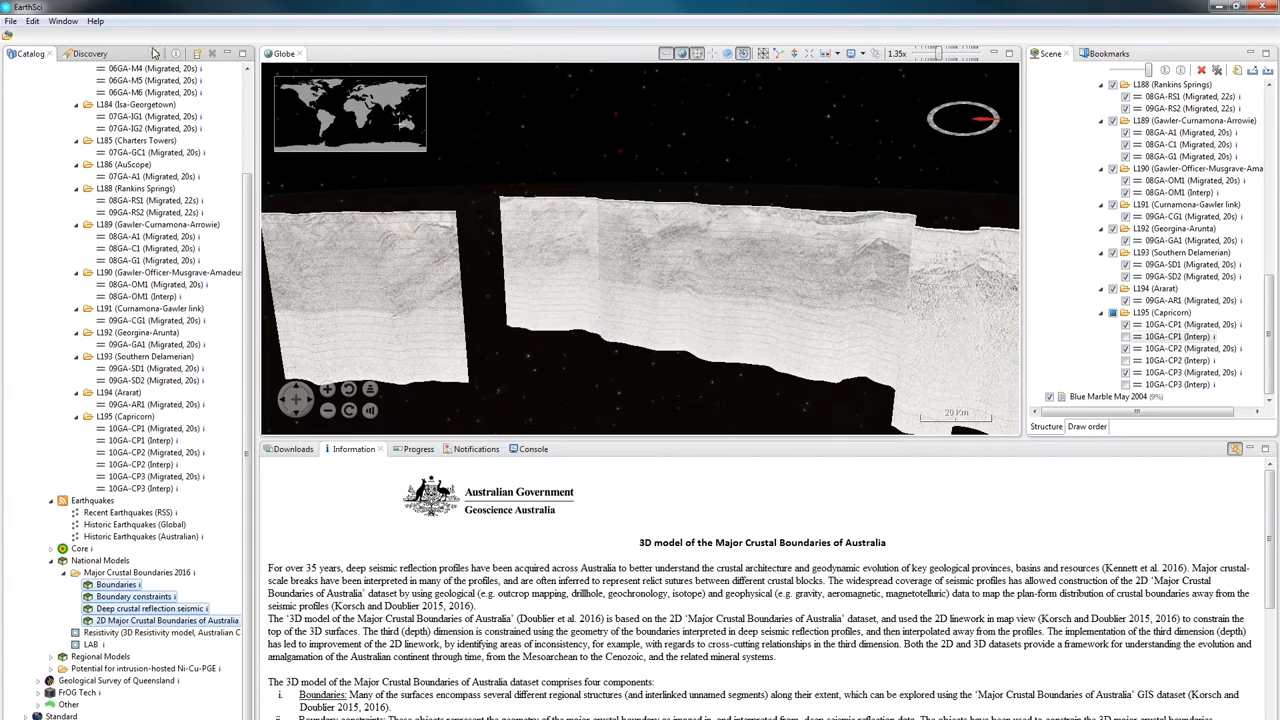 EarthSci
File Edit Window Help
Catalog Discovery
06GA-M4 (Migrated, 20s) i
06GA-M5 (Migrated, 20s) i
06GA-M6 (Migrated, 20s) i
L184 (Isa-Georgetown)
07GA-IG1 (Migrated, 20s) i
07GA-IG2 (Migrated, 20s) i
L185 (Charters Towers)
07GA-GC1 (Migrated, 20s) i
L186 (AuScope)
07GA-A1 (Migrated, 20s) i
L188 (Rankins Springs)
08GA-RS1 (Migrated, 22s) i
09GA-RS2 (Migrated, 22s) i
L189 (Gawler-Curnamona-Arrowie)
08GA-A1 (Migrated, 20s) i
08GA-C1 (Migrated, 20s) i
08GA-G1 (Migrated, 20s) i
L190 (Gawler-Officer-Musgrave-Amadeus
08GA-OM1 (Migrated, 20s) i
08GA-OM1 (Interp) i
L191 (Curnamona-Gawler link)
09GA-CG1 (Migrated, 20s) i
L192 (Georgina-Arunta)
09GA-GA1 (Migrated, 20s) i
L193 (Southern Delamerian)
09GA-SD1 (Migrated, 20s) i
09GA-SD2 (Migrated, 20s) i
L194 (Ararat)
09GA-AR1 (Migrated, 20s) i
L195 (Capricorn)
10GA-CP1 (Migrated, 20s) i
10GA-CP1 (Interp) i
10GA-CP2 (Migrated, 20s) i
10GA-CP2 (Interp) i
10GA-CP3 (Migrated, 20s) i
10GA-CP3 (Interp) i
Earthquakes
Recent Earthquakes (RSS) i
Historic Earthquakes (Global)
Historic Earthquakes (Australian) i
Core i
National Models
Major Crustal Boundaries 2016 i
Boundaries i
Boundary constraints i
Deep crustal reflection seismic i
2D Major Crustal Boundaries of Australia
Resistivity (3D Resistivity model, Australian C
LAB i
Regional Models
Potential for intrusion-hosted Ni-Cu-PGE
Geological Survey of Queensland i
FrOG Tech i
Other
Standard
Globe
1.35x
20 Km
Scene Bookmarks
L188 (Rankins Springs)
08GA-RS1 (Migrated, 22s) i
09GA-RS2 (Migrated, 22s) i
L189 (Gawler-Curnamona-Arrowie)
08GA-A1 (Migrated, 20s) i
08GA-C1 (Migrated, 20s) i
08GA-G1 (Migrated, 20s) i
L190 (Gawler-Officer-Musgrave-Ama
08GA-OM1 (Migrated, 20s) i
08GA-OM1 (Interp) i
L191 (Curnamona-Gawler link)
09GA-CG1 (Migrated, 20s) i
L192 (Georgina-Arunta)
09GA-GA1 (Migrated, 20s) i
L193 (Southern Delamerian)
09GA-SD1 (Migrated, 20s) i
09GA-SD2 (Migrated, 20s) i
L194 (Ararat)
09GA-AR1 (Migrated, 20s) i
L195 (Capricorn)
10GA-CP1 (Migrated, 20s) i
10GA-CP1 (Interp) i
10GA-CP2 (Migrated, 20s) i
10GA-CP2 (Interp) i
10GA-CP3 (Migrated, 20s) i
10GA-CP3 (Interp) i
Blue Marble May 2004 (9%)
Structure Draw order
Downloads Information Progress Notifications Console
Australian Government
Geoscience Australia
3D model of the Major Crustal Boundaries of Australia
For over 35 years, deep seismic reflection profiles have been acquired across Australia to better understand the crustal architecture and geodynamic evolution of key geological provinces, basins and resources (Kennett et al. 2016). Major crustal-
scale breaks have been interpreted in many of the profiles, and are often inferred to represent relict sutures between different crustal blocks. The widespread coverage of seismic profiles has allowed construction of the 2D 'Major Crustal
Boundaries of Australia' dataset by using geological (e.g. outcrop mapping, drillhole, geochronology, isotope) and geophysical (e.g. gravity, aeromagnetic, magnetotelluric) data to map the plan-form distribution of crustal boundaries away from the
seismic profiles (Korsch and Doublier 2015, 2016).
The '3D model of the Major Crustal Boundaries of Australia' (Doublier et al. 2016) is based on the 2D 'Major Crustal Boundaries of Australia' dataset, and used the 2D linework in map view (Korsch and Doublier 2015, 2016) to constrain the
top of the 3D surfaces. The third (depth) dimension is constrained using the geometry of the boundaries interpreted in deep seismic reflection profiles, and then interpolated away from the profiles. The implementation of the third dimension (depth)
has led to improvement of the 2D linework, by identifying areas of inconsistency, for example, with regards to cross-cutting relationships in the third dimension. Both the 2D and 3D datasets provide a framework for understanding the evolution and
amalgamation of the Australian continent through time, from the Mesoarchean to the Cenozoic, and the related mineral systems.
The 3D model of the Major Crustal Boundaries of Australia dataset comprises four components:
i. Boundaries: Many of the surfaces encompass several different regional structures (and interlinked unnamed segments) along their extent, which can be explored using the 'Major Crustal Boundaries of Australia' GIS dataset (Korsch and
Doublier 2015, 2016).